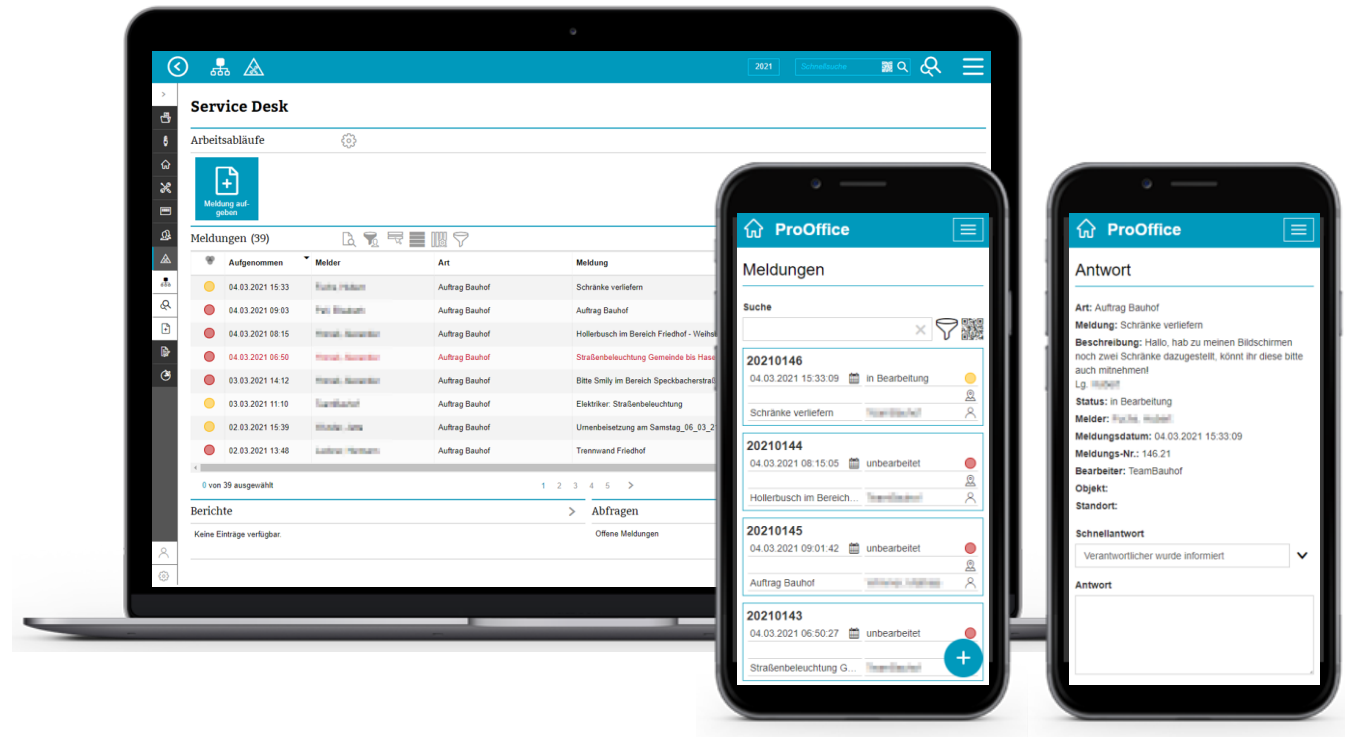 2021
Schnellsuche
Service Desk
Arbeitsabläufe
Meldung auf-
geben
Meldungen (39)
Aufgenommen Melder Art Meldung
04.03.2021 15:33 Auftrag Bauhof Schränke verliefern
04.03.2021 09:03 Auftrag Bauhof Auftrag Bauhof
04.03.2021 08:15 Auftrag Bauhof Hollerbusch im Bereich Friedhof - Weihs
04.03.2021 06:50 Auftrag Bauhof Straßenbeleuchtung Gemeinde bis Hase
03.03.2021 14:12 Auftrag Bauhof Bitte Smily im Bereich Speckbacherstraß
03.03.2021 11:10 Auftrag Bauhof Elektriker: Straßenbeleuchtung
02.03.2021 15:39 Auftrag Bauhof Urnenbeisetzung am Samstag_06_03_2
02.03.2021 13:48 Auftrag Bauhof Trennwand Friedhof
0 von 39 ausgewählt 1 2 3 4 5 >
Berichte > Abfragen
Keine Einträge verfügbar. Offene Meldungen
ProOffice
Meldungen
Suche
20210146
04.03.2021 15:33:09 in Bearbeitung
Schränke verliefern
20210144
04.03.2021 08:15:05 unbearbeitet
Hollerbusch im Bereich...
20210145
04.03.2021 09:01:42 unbearbeitet
Auftrag Bauhof
20210143
04.03.2021 06:50:27 unbearbeitet
Straßenbeleuchtung G...
ProOffice
Antwort
Art: Auftrag Bauhof
Meldung: Schränke verliefern
Beschreibung: Hallo, hab zu meinen Bildschirmen
noch zwei Schränke dazugestellt, könnt ihr diese bitte
auch mitnehmen!
Lg.
Status: in Bearbeitung
Melder:
Meldungsdatum: 04.03.2021 15:33:09
Meldungs-Nr.: 146.21
Bearbeiter: TeamBauhof
Objekt:
Standort:
Schnellantwort
Verantwortlicher wurde informiert
Antwort